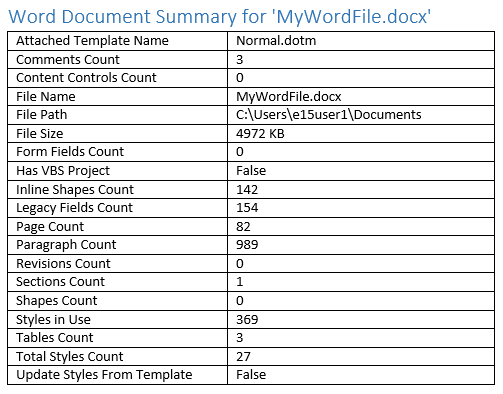 Word Document Summary for 'MyWordFile.docx'
Attached Template Name Normal.dotm
Comments Count 3
Content Controls Count 0
File Name MyWordFile.docx
File Path C:\Users\e15user1\Documents
File Size 4972 KB
Form Fields Count 0
Has VBS Project False
Inline Shapes Count 142
Legacy Fields Count 154
Page Count 82
Paragraph Count 989
Revisions Count 0
Sections Count 1
Shapes Count 0
Styles in Use 369
Tables Count 3
Total Styles Count 27
Update Styles From Template False